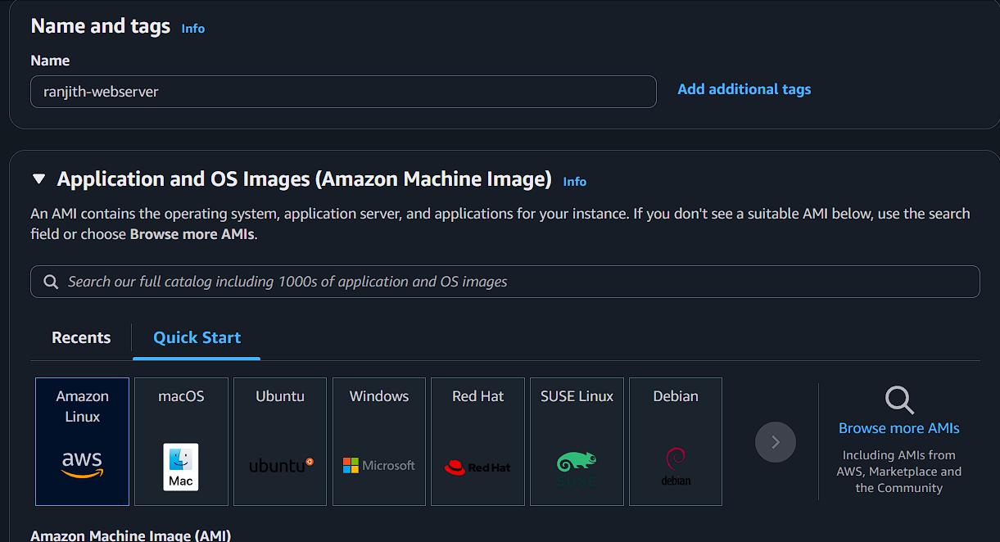 Name and tags Info
Name
ranjith-webserver
Add additional tags
Application and OS Images (Amazon Machine Image) Info
An AMI contains the operating system, application server, and applications for your instance. If you don't see a suitable AMI below, use the search
field or choose Browse more AMIs.
Search our full catalog including 1000s of application and OS images
Recents
Quick Start
Amazon
Linux
aws
macOS
Mac
Ubuntu
ubuntu
Windows
Microsoft
Red Hat
Red Hat
SUSE Linux
SUSE
Debian
debian
Browse more AMIs
Including AMIs from
AWS, Marketplace and
the Community
Amazon Machine Image (AMI)